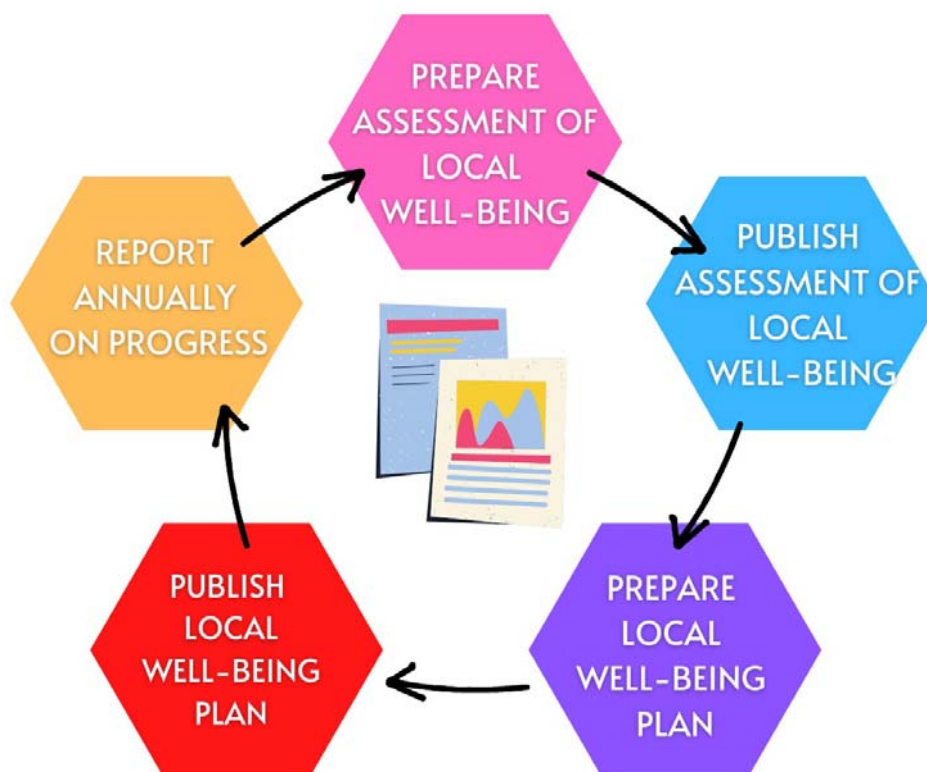 PREPARE
ASSESSMENT OF
LOCAL
WELL-BEING
PUBLISH
ASSESSMENT OF
LOCAL
WELL-BEING
PREPARE
LOCAL
WELL-BEING
PLAN
PUBLISH
LOCAL
WELL-BEING
PLAN
REPORT
ANNUALLY
ON PROGRESS